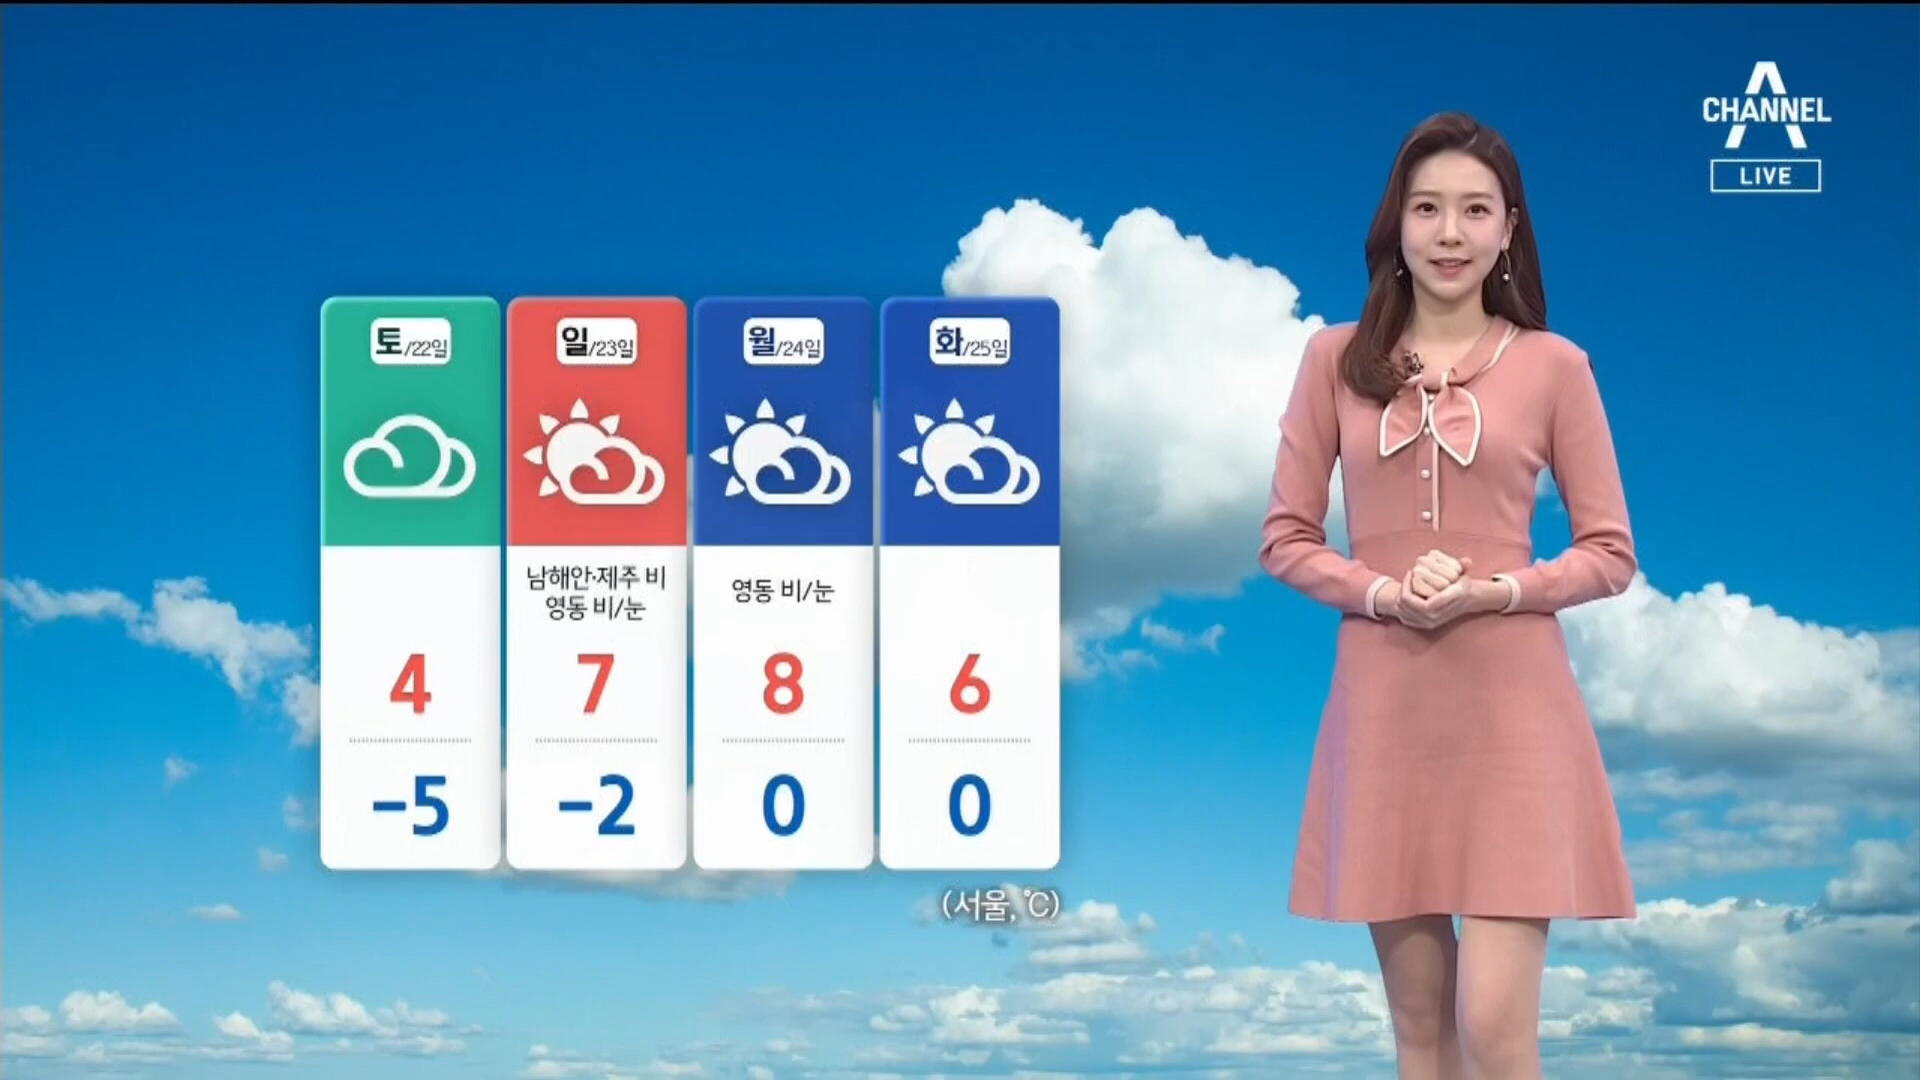 CHANNEL A
LIVE
토/22일
일/23일
월/24일
화/25일
남해안·제주 비
영동 비/눈
영동 비/눈
4
7
8
6
-5
-2
0
0
(서울, ℃)